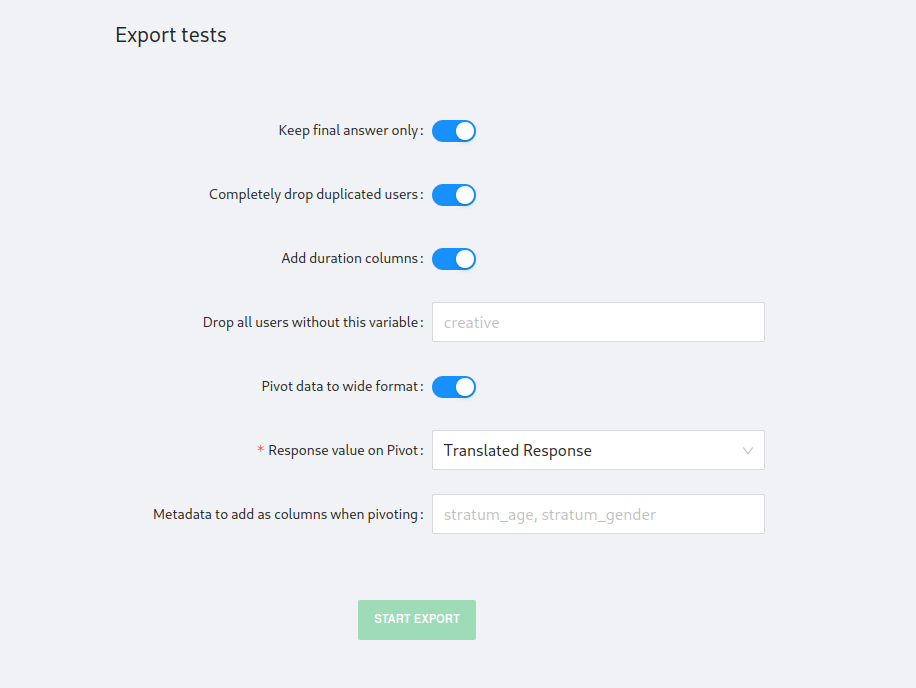 Export tests
Keep final answer only:
Completely drop duplicated users:
Add duration columns:
Drop all users without this variable: creative
Pivot data to wide format:
* Response value on Pivot: Translated Response
Metadata to add as columns when pivoting: stratum_age, stratum_gender
START EXPORT